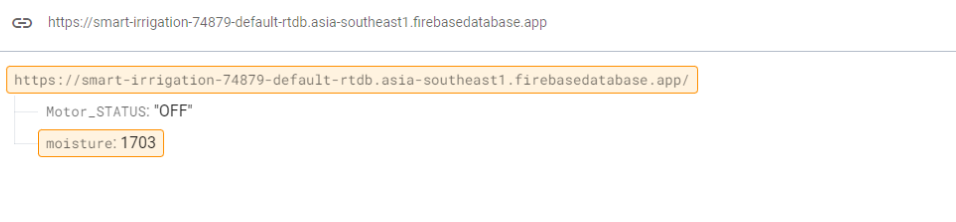 https://smart-irrigation-74879-default-rtdb.asia-southeast1.firebasedatabase.app
https://smart-irrigation-74879-default-rtdb.asia-southeast1.firebasedatabase.app/
Motor_STATUS: "OFF"
moisture: 1703